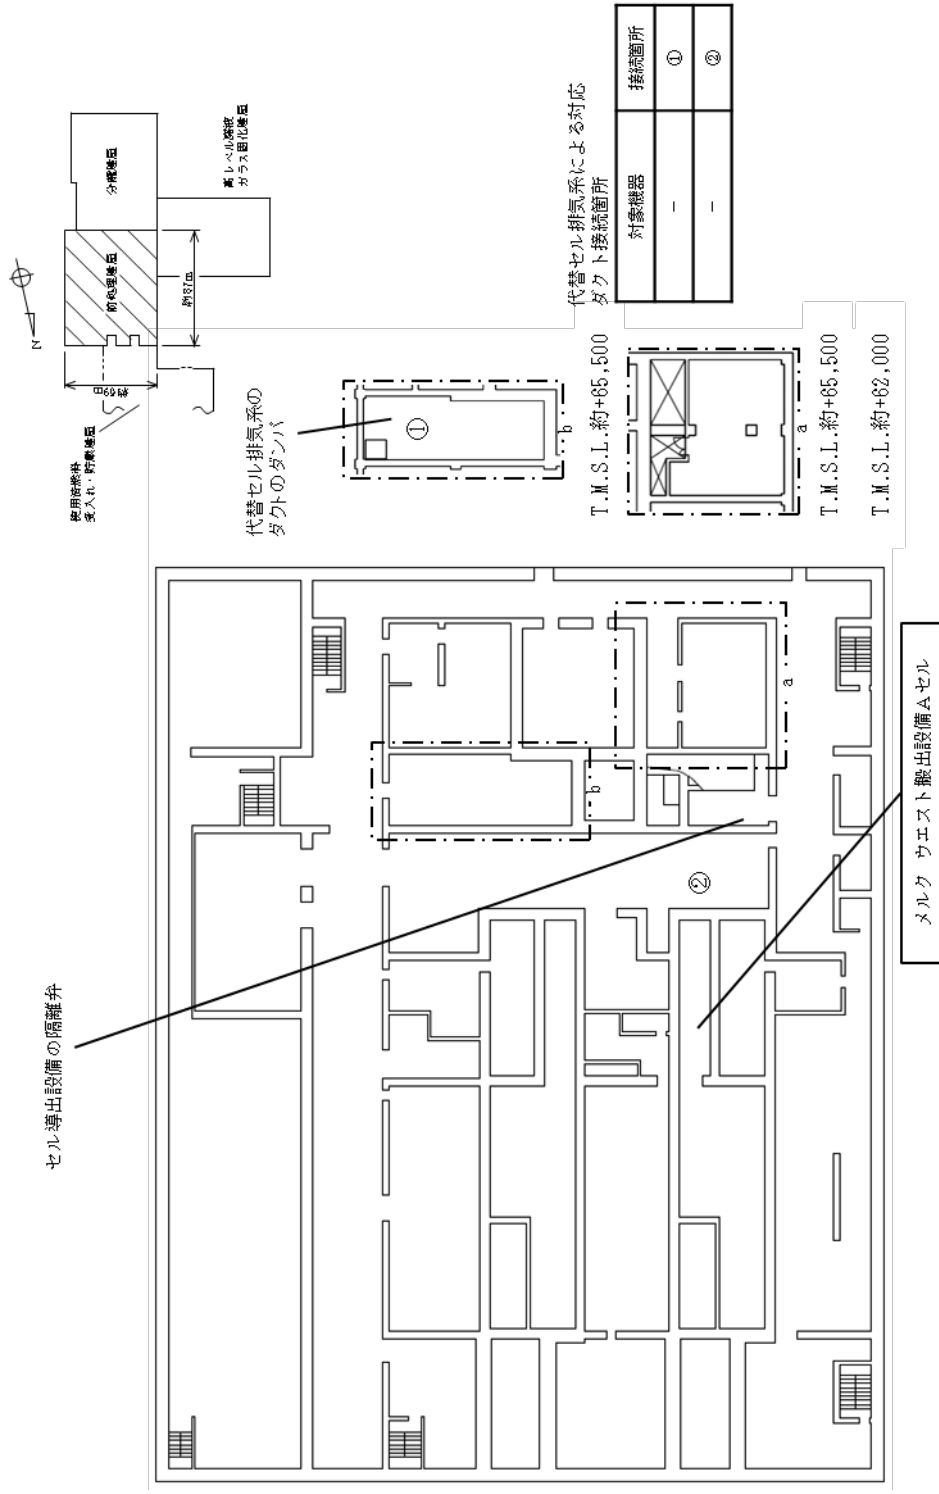 N
使用済燃料
受入れ・貯蔵建屋
約69m
前処理建屋
約87m
分離建屋
高レベル廃液
ガラス固化建屋
代替セル排気系の
ダクトのダンパ
①
b
T.M.S.L.約+65,500
a
T.M.S.L.約+65,500
T.M.S.L.約+62,000
代替セル排気系による対応
ダクト接続箇所
対象機器 接続箇所
－ ①
－ ②
セル導出設備の隔離弁
b
a
②
メルク ウエスト搬出設備Aセル